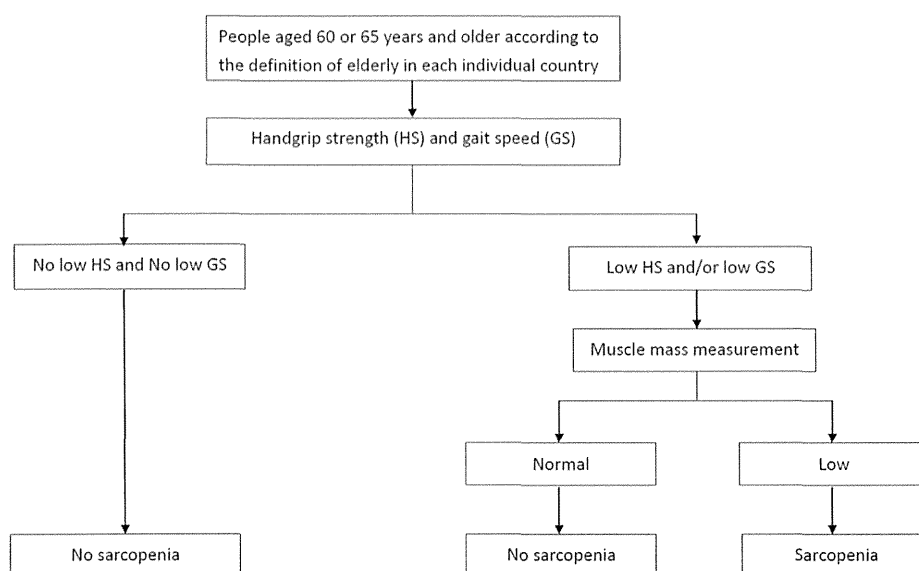 People aged 60 or 65 years and older according to
the definition of elderly in each individual country
Handgrip strength (HS) and gait speed (GS)
No low HS and No low GS
Low HS and/or low GS
Muscle mass measurement
Normal
Low
No sarcopenia
No sarcopenia
Sarcopenia